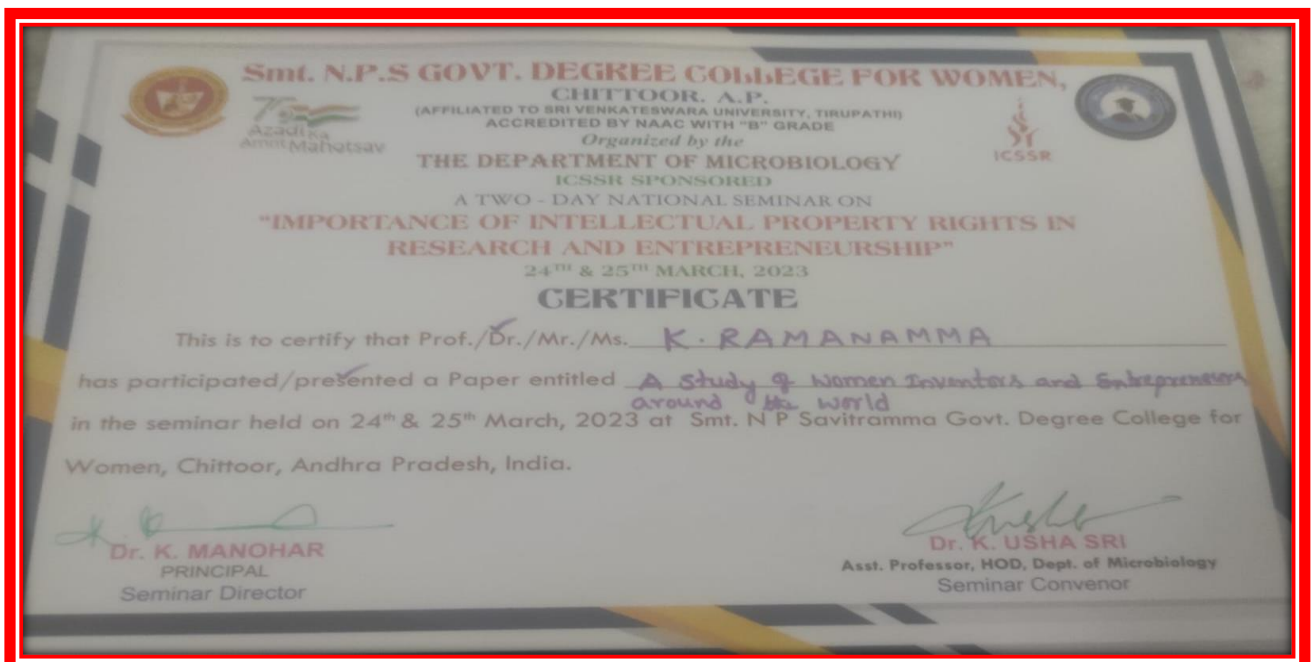 Smt. N.P.S GOVT. DEGREE COLLEGE FOR WOMEN,
CHITTOOR. A.P.
(AFFILIATED TO SRI VENKATESWARA UNIVERSITY, TIRUPATHI)
ACCREDITED BY NAAC WITH "B" GRADE
Azadi Ka
Amrit Mahotsav
ICSSR
Organized by the
THE DEPARTMENT OF MICROBIOLOGY
ICSSR SPONSORED
A TWO - DAY NATIONAL SEMINAR ON
"IMPORTANCE OF INTELLECTUAL PROPERTY RIGHTS IN
RESEARCH AND ENTREPRENEURSHIP"
24TH & 25TH MARCH, 2023
CERTIFICATE
This is to certify that Prof./Dr./Mr./Ms. K. RAMANAMMA
has participated/presented a Paper entitled A Study of Women Inventors and Entrepreneurs
around the world
in the seminar held on 24th & 25th March, 2023 at Smt. N P Savitramma Govt. Degree College for
Women, Chittoor, Andhra Pradesh, India.
Dr. K. MANOHAR
PRINCIPAL
Seminar Director
Dr. K. USHA SRI
Asst. Professor, HOD, Dept. of Microbiology
Seminar Convenor